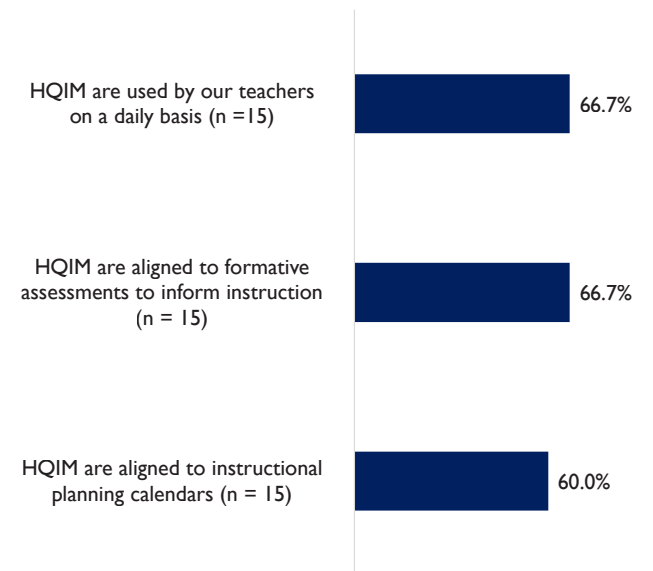 HQIM are used by our teachers
on a daily basis (n =15)
66.7%
HQIM are aligned to formative
assessments to inform instruction
(n = 15)
66.7%
HQIM are aligned to instructional
planning calendars (n = 15)
60.0%